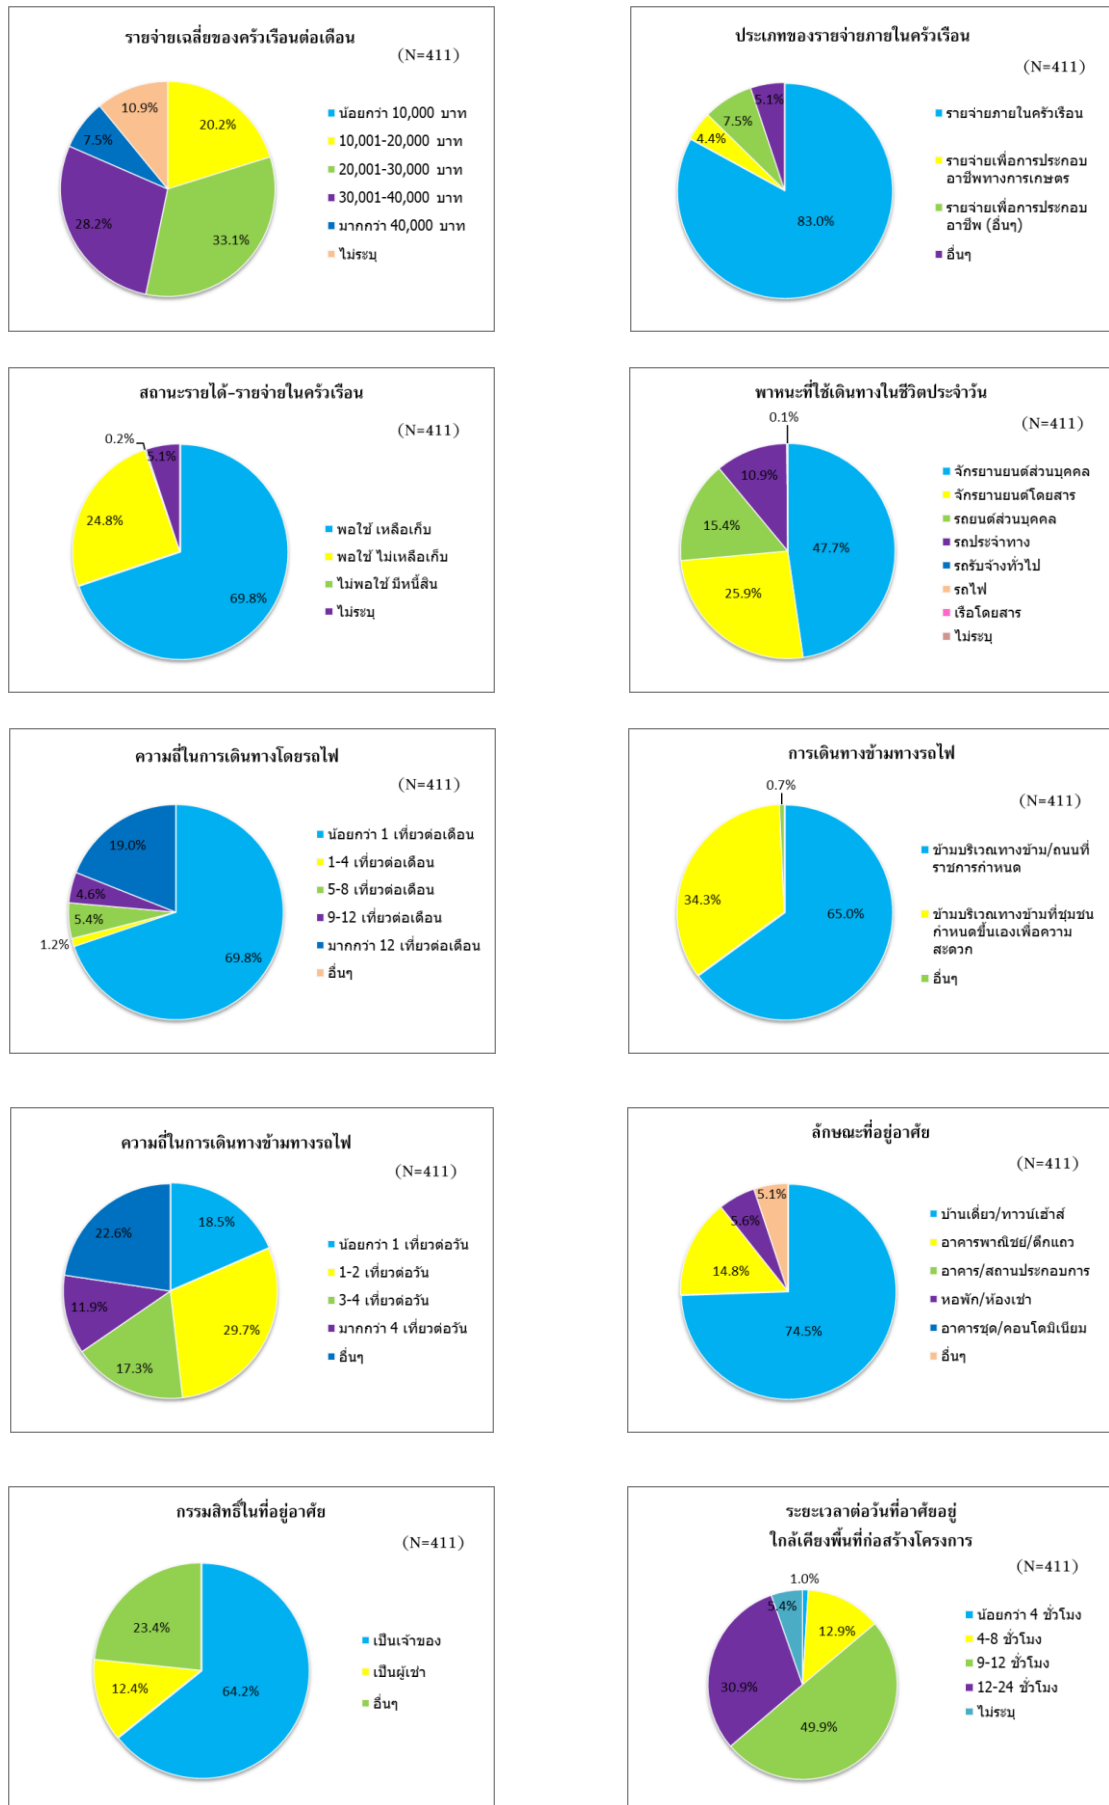 รายจ่ายเฉลี่ยของครัวเรือนต่อเดือน
(N=411)
10.9%
20.2%
7.5%
28.2%
33.1%
น้อยกว่า 10,000 บาท
10,001-20,000 บาท
20,001-30,000 บาท
30,001-40,000 บาท
มากกว่า 40,000 บาท
ไม่ระบุ
ประเภทของรายจ่ายภายในครัวเรือน
(N=411)
5.1%
7.5%
4.4%
83.0%
รายจ่ายภายในครัวเรือน
รายจ่ายเพื่อการประกอบ
อาชีพทางการเกษตร
รายจ่ายเพื่อการประกอบ
อาชีพ (อื่นๆ)
อื่นๆ
สถานะรายได้-รายจ่ายในครัวเรือน
(N=411)
0.2%
5.1%
24.8%
69.8%
พอใช้ เหลือเก็บ
พอใช้ ไม่เหลือเก็บ
ไม่พอใช้ มีหนี้สิน
ไม่ระบุ
พาหนะที่ใช้เดินทางในชีวิตประจำวัน
(N=411)
0.1%
10.9%
15.4%
47.7%
25.9%
จักรยานยนต์ส่วนบุคคล
จักรยานยนต์โดยสาร
รถยนต์ส่วนบุคคล
รถประจำทาง
รถรับจ้างทั่วไป
รถไฟ
เรือโดยสาร
ไม่ระบุ
ความถี่ในการเดินทางโดยรถไฟ
(N=411)
19.0%
4.6%
5.4%
1.2%
69.8%
น้อยกว่า 1 เที่ยวต่อเดือน
1-4 เที่ยวต่อเดือน
5-8 เที่ยวต่อเดือน
9-12 เที่ยวต่อเดือน
มากกว่า 12 เที่ยวต่อเดือน
อื่นๆ
การเดินทางข้ามทางรถไฟ
(N=411)
0.7%
34.3%
65.0%
ข้ามบริเวณทางข้าม/ถนนที่
ราชการกำหนด
ข้ามบริเวณทางข้ามที่ชุมชน
กำหนดขึ้นเองเพื่อความ
สะดวก
อื่นๆ
ความถี่ในการเดินทางข้ามทางรถไฟ
(N=411)
22.6%
18.5%
11.9%
29.7%
17.3%
น้อยกว่า 1 เที่ยวต่อวัน
1-2 เที่ยวต่อวัน
3-4 เที่ยวต่อวัน
มากกว่า 4 เที่ยวต่อวัน
อื่นๆ
ลักษณะที่อยู่อาศัย
(N=411)
5.1%
5.6%
14.8%
74.5%
บ้านเดี่ยว/ทาวน์เฮ้าส์
อาคารพาณิชย์/ตึกแถว
อาคาร/สถานประกอบการ
หอพัก/ห้องเช่า
อาคารชุด/คอนโดมิเนียม
อื่นๆ
กรรมสิทธิ์ในที่อยู่อาศัย
(N=411)
23.4%
12.4%
64.2%
เป็นเจ้าของ
เป็นผู้เช่า
อื่นๆ
ระยะเวลาต่อวันที่อาศัยอยู่
ใกล้เคียงพื้นที่ก่อสร้างโครงการ
(N=411)
1.0%
5.4%
12.9%
30.9%
49.9%
น้อยกว่า 4 ชั่วโมง
4-8 ชั่วโมง
9-12 ชั่วโมง
12-24 ชั่วโมง
ไม่ระบุ